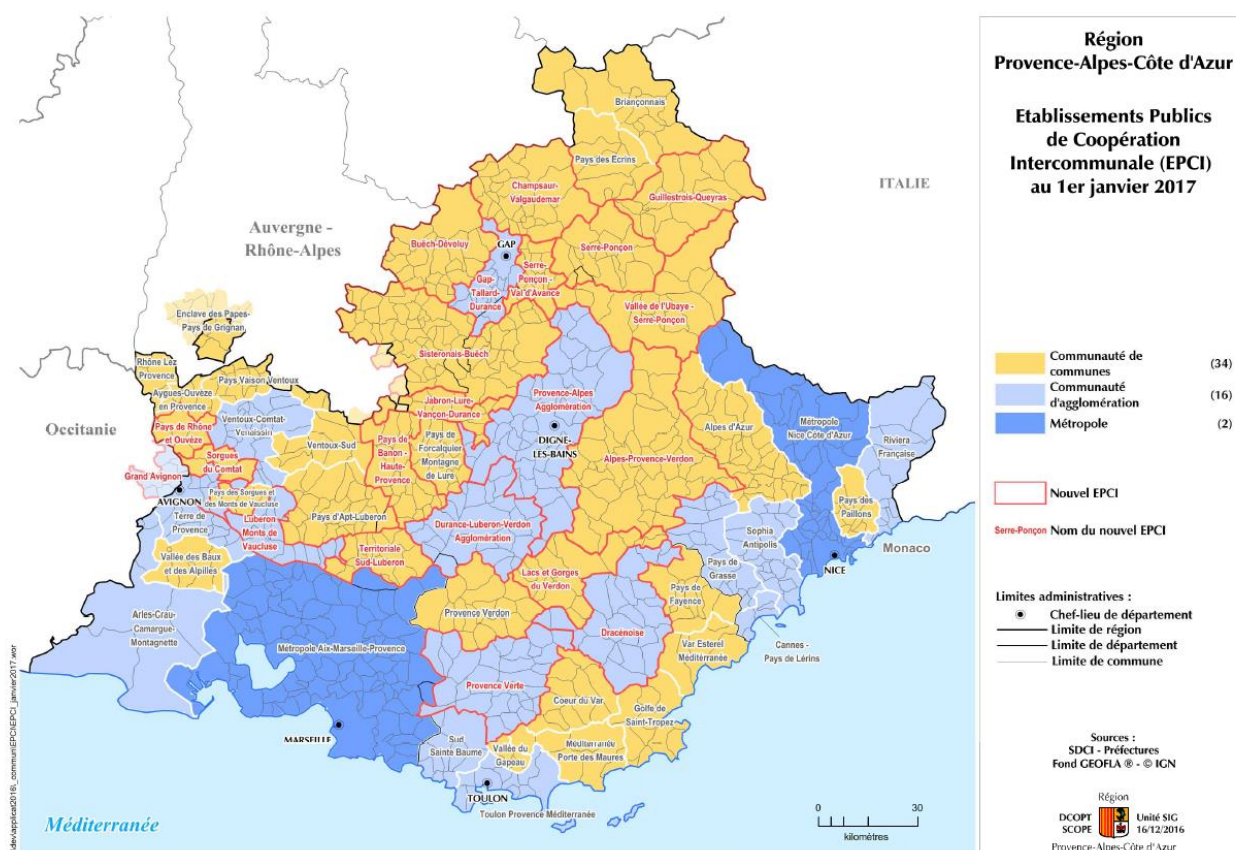 Région
Provence-Alpes-Côte d'Azur
Etablissements Publics
de Coopération
Intercommunale (EPCI)
au 1er janvier 2017
Communauté de
communes
(34)
Communauté
d'agglomération
(16)
Métropole
(2)
Nouvel EPCI
Serre-Ponçon
Nom du nouvel EPCI
Limites administratives :
Chef-lieu de département
Limite de région
Limite de département
Limite de commune
Sources :
SDCI - Préfectures
Fond GEOFLA ® - © IGN
Région
DCOPT
SCOPE
Unité SIG
16/12/2016
Provence-Alpes-Côte d'Azur
ITALIE
Auvergne -
Rhône-Alpes
Occitanie
Monaco
Méditerranée
0
30
kilomètres
Briançonnais
Pays des Ecrins
Champsaur-
Valgaudemar
Guillestrois-Queyras
Buëch-Dévoluy
GAP
Serre-Ponçon
Serre-
Ponçon -
Val d'Avance
Gap-
Tallard-
Durance
Vallée de l'Ubaye -
Serre-Ponçon
Enclave des Papes-
Pays de Grignan
Sisteronais-Buëch
Rhône Lez
Provence
Pays Vaison Ventoux
Aygues-Ouvèze
en Provence
Provence-Alpes
Agglomération
Jabron-Lure-
Vançon-Durance
Ventoux-Comtat-
Venaissin
Pays de Rhône
et Ouvèze
Alpes d'Azur
Métropole
Nice Côte d'Azur
Riviera
Française
DIGNE-
LES-BAINS
Ventoux-Sud
Pays de
Banon -
Haute-
Provence
Pays de
Forcalquier
Montagne
de Lure
Sorgues
du Comtat
Alpes-Provence-Verdon
Grand Avignon
AVIGNON
Pays des Sorgues et
des Monts de Vaucluse
Pays des
Paillons
Terre de
Provence
Luberon
Monts de
Vaucluse
Pays d'Apt-Luberon
Durance-Luberon-Verdon
Agglomération
Sophia
Antipolis
Vallée des Baux
et des Alpilles
Territoriale
Sud-Luberon
Lacs et Gorges
du Verdon
Pays de
Grasse
NICE
Pays de
Fayence
Arles-Crau-
Camargue-
Montagnette
Provence Verdon
Dracénoise
Métropole Aix-Marseille-Provence
Var Esterel
Méditerranée
Cannes -
Pays de Lérins
Provence Verte
Coeur du Var
Golfe de
Saint-Tropez
MARSEILLE
Sud
Sainte Baume
Vallée du
Gapeau
Méditerranée
Porte des Maures
TOULON
Toulon Provence Méditerranée